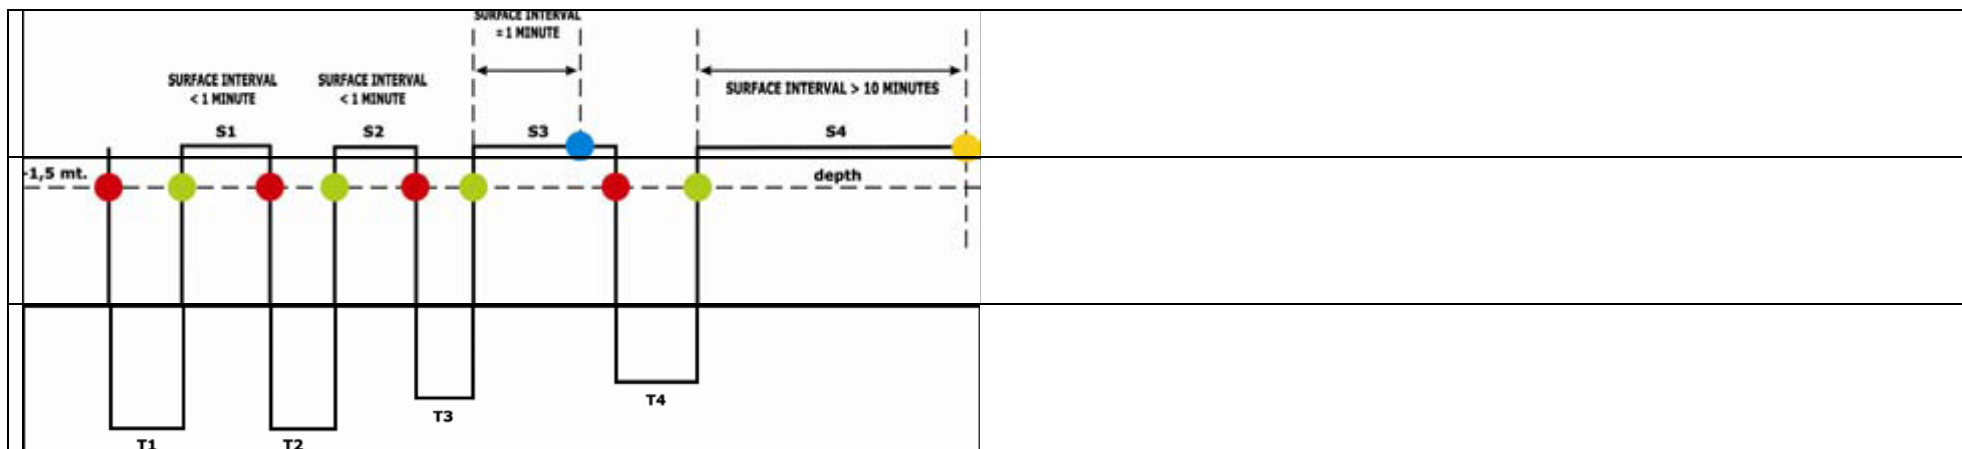 SURFACE INTERVAL
= 1 MINUTE
SURFACE INTERVAL
< 1 MINUTE
SURFACE INTERVAL
< 1 MINUTE
SURFACE INTERVAL > 10 MINUTES
S1
S2
S3
S4
-1,5 mt.
depth
T3
T4
T1
T2